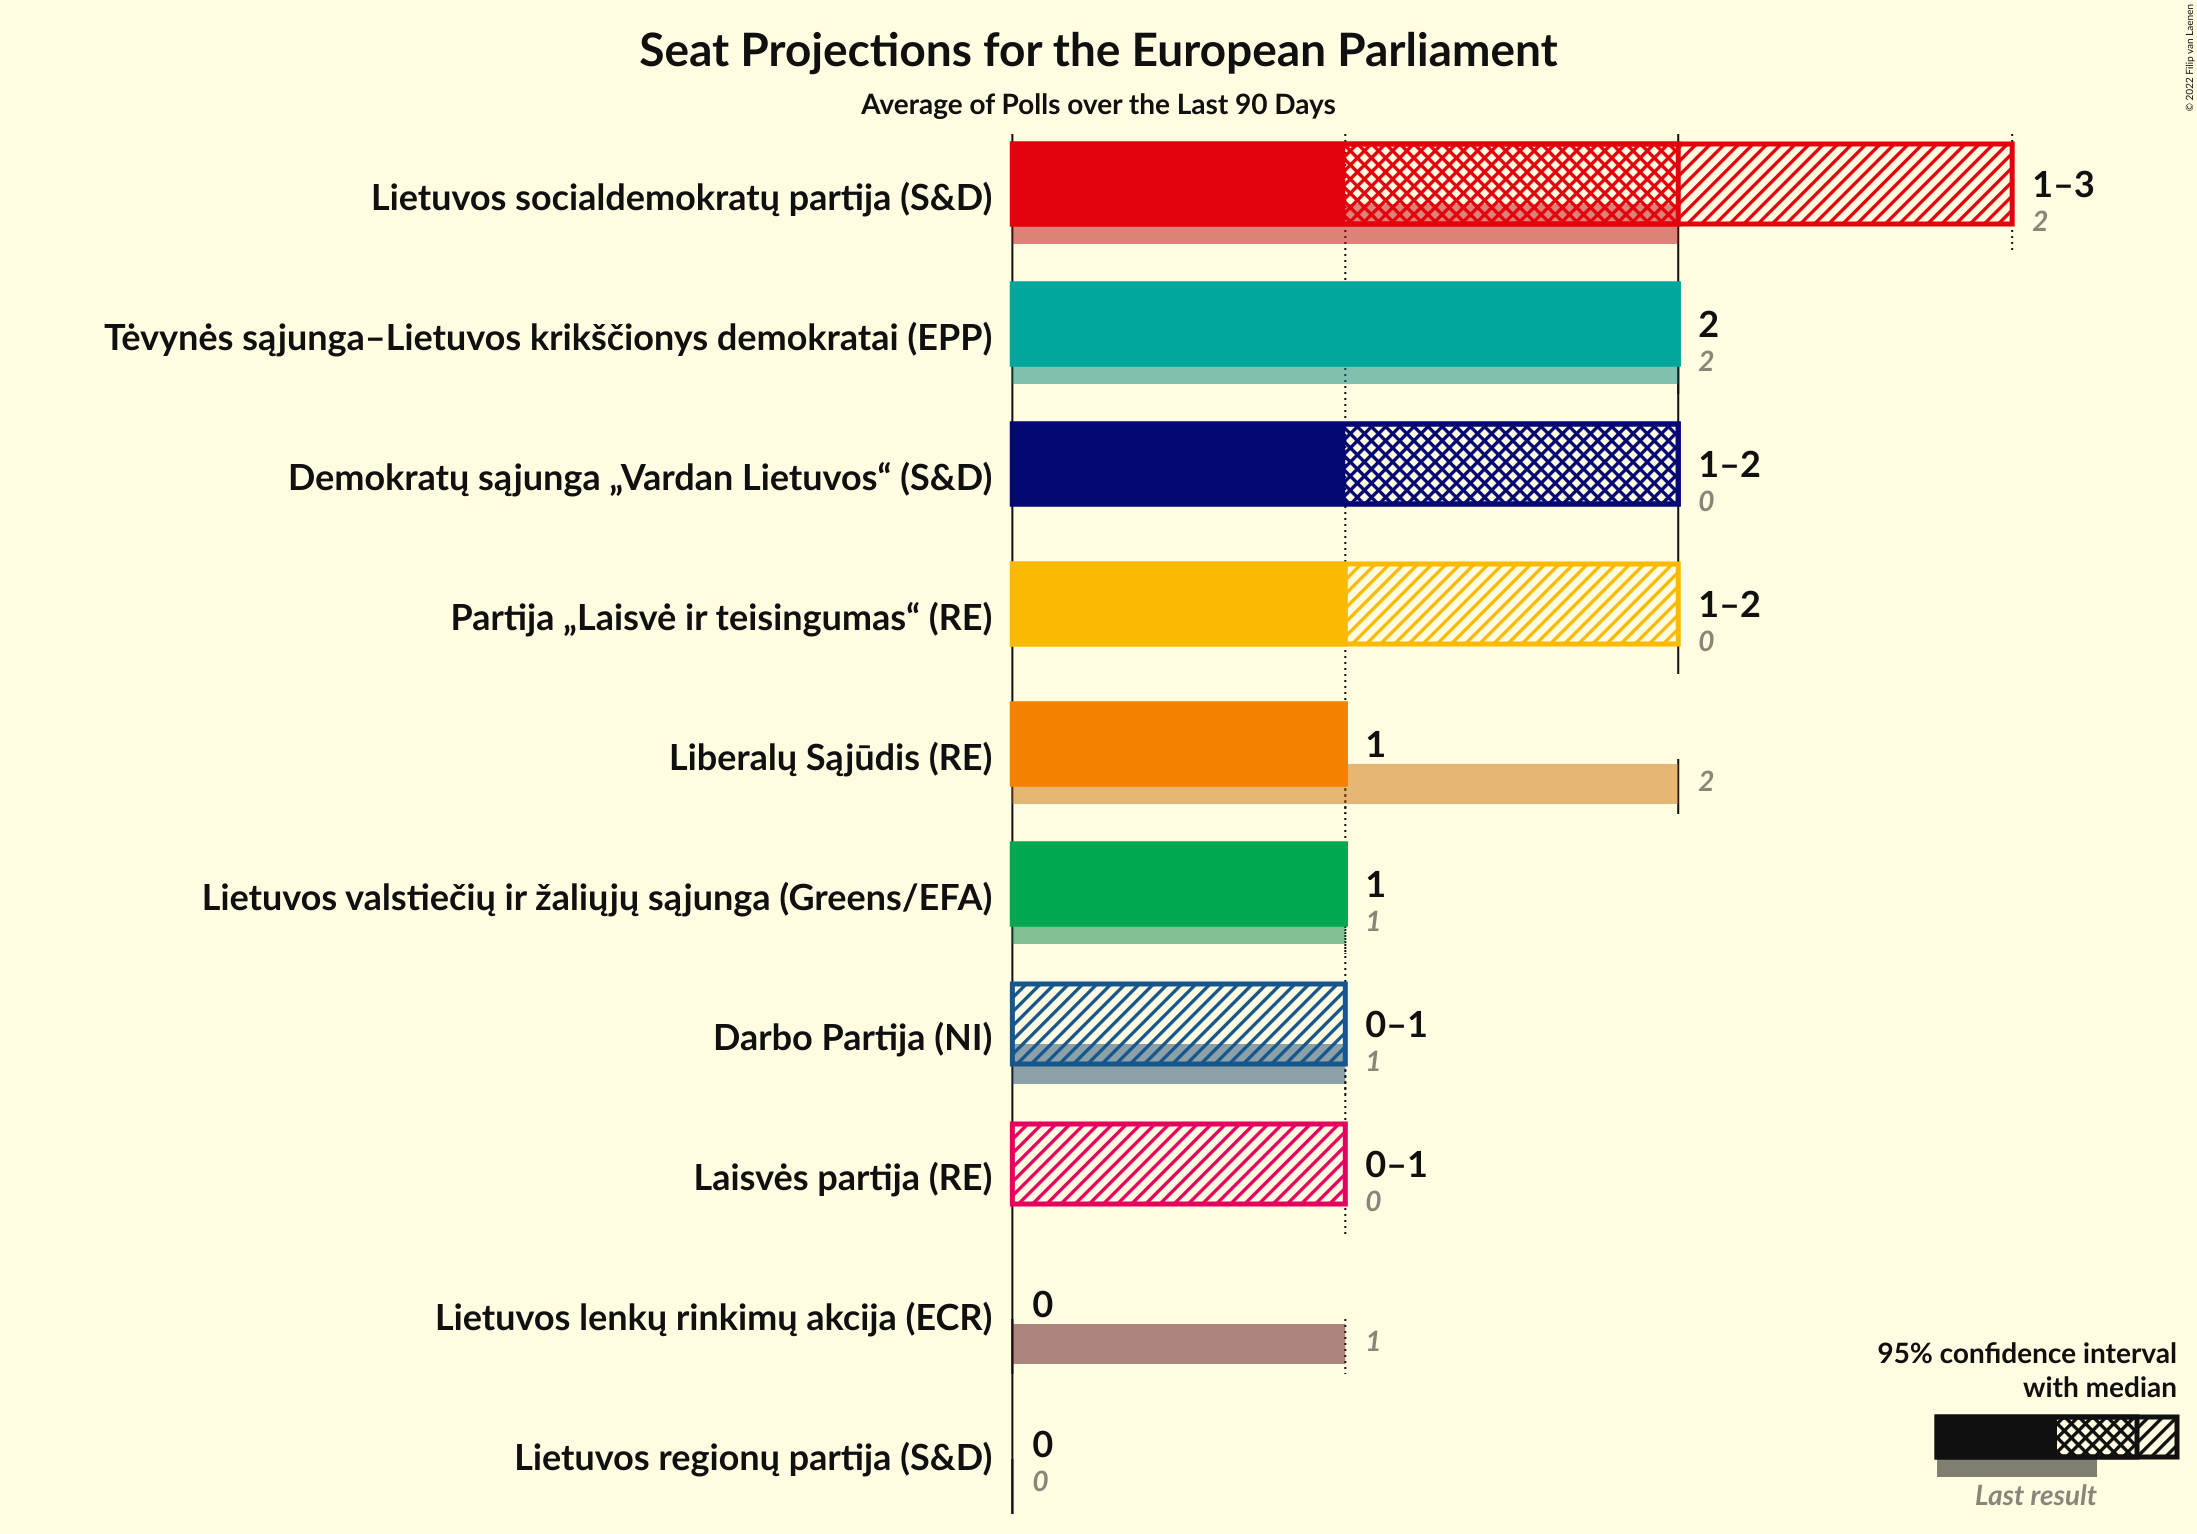 Seat Projections for the European Parliament
Average of Polls over the Last 90 Days
© 2022 Filip van Laenen
Lietuvos socialdemokratų partija (S&D)
1–3
2
Tėvynės sąjunga–Lietuvos krikščionys demokratai (EPP)
2
2
Demokratų sąjunga „Vardan Lietuvos“ (S&D)
1–2
0
Partija „Laisvė ir teisingumas“ (RE)
1–2
0
Liberalų Sąjūdis (RE)
1
2
Lietuvos valstiečių ir žaliųjų sąjunga (Greens/EFA)
1
1
Darbo Partija (NI)
0–1
1
Laisvės partija (RE)
0–1
0
Lietuvos lenkų rinkimų akcija (ECR)
0
1
Lietuvos regionų partija (S&D)
0
0
95% confidence interval
with median
Last result